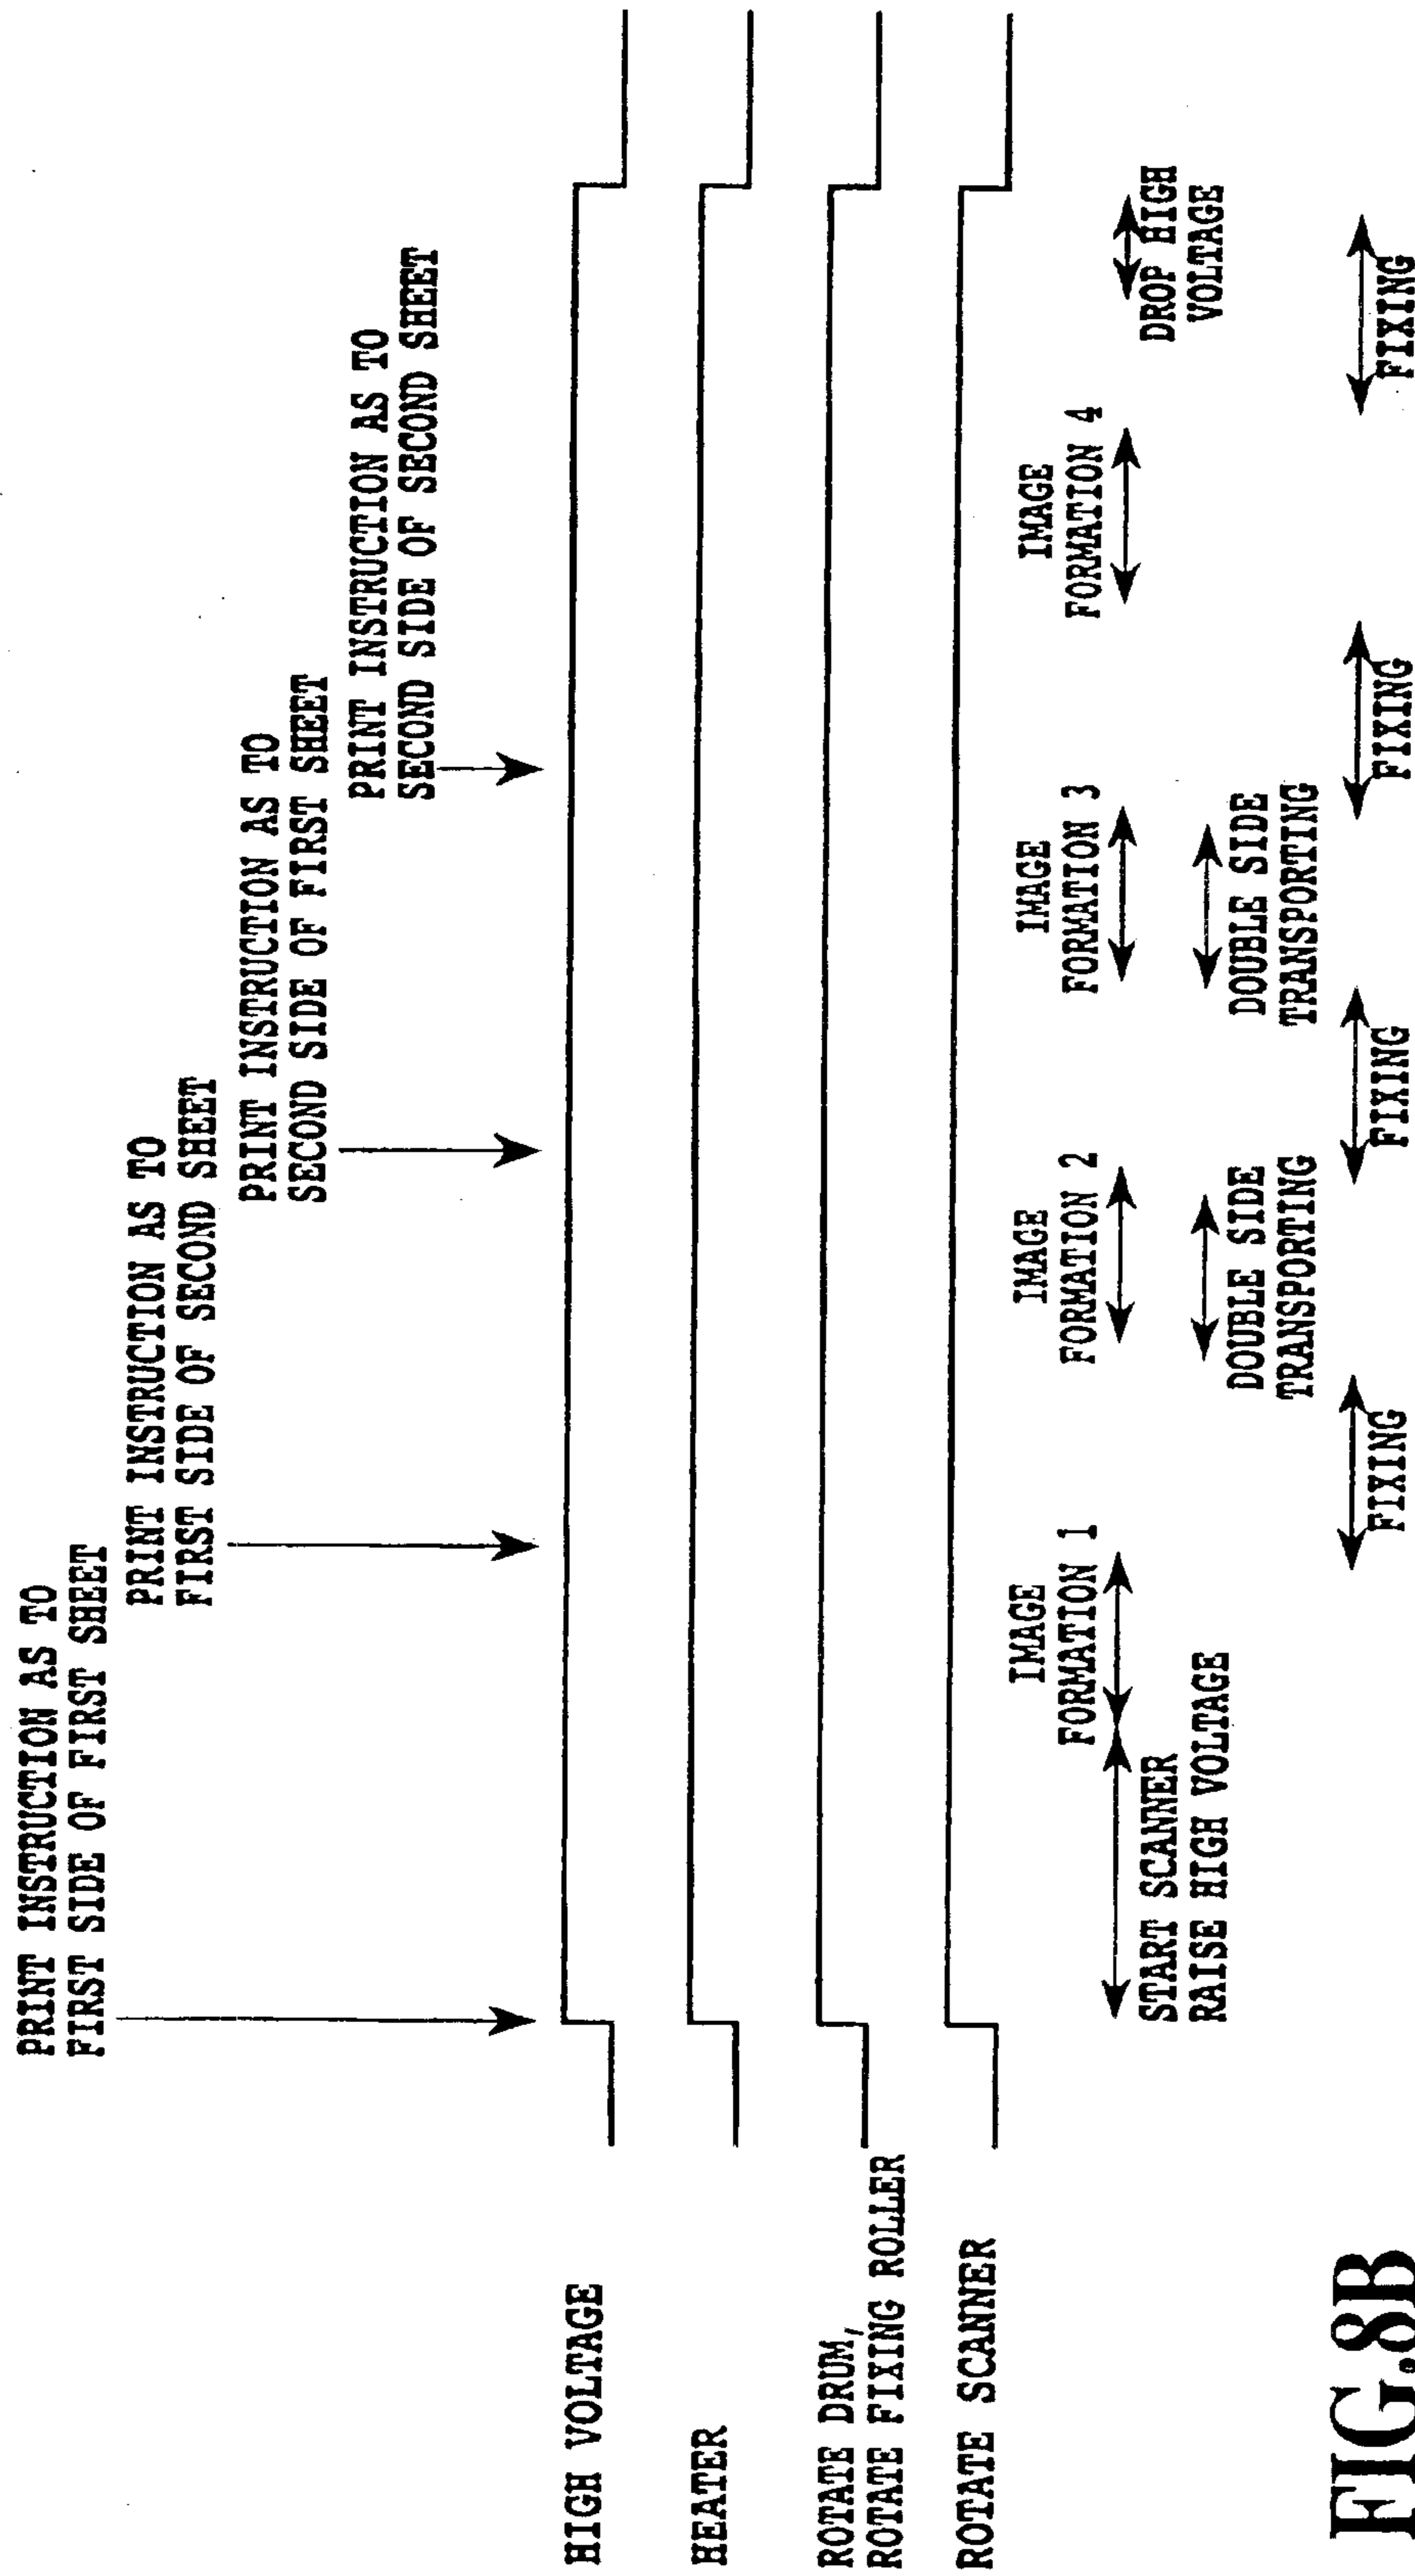 PRINT INSTRUCTION AS TO
FIRST SIDE OF FIRST SHEET
PRINT INSTRUCTION AS TO
FIRST SIDE OF SECOND SHEET
PRINT INSTRUCTION AS TO
SECOND SIDE OF FIRST SHEET
PRINT INSTRUCTION AS TO
SECOND SIDE OF SECOND SHEET
HIGH VOLTAGE
HEATER
ROTATE DRUM,
ROTATE FIXING ROLLER
ROTATE SCANNER
IMAGE
FORMATION 1
IMAGE
FORMATION 2
IMAGE
FORMATION 3
IMAGE
FORMATION 4
START SCANNER
RAISE HIGH VOLTAGE
DROP HIGH
VOLTAGE
DOUBLE SIDE
TRANSPORTING
DOUBLE SIDE
TRANSPORTING
FIXING
FIXING
FIXING
FIXING
FIG.8B